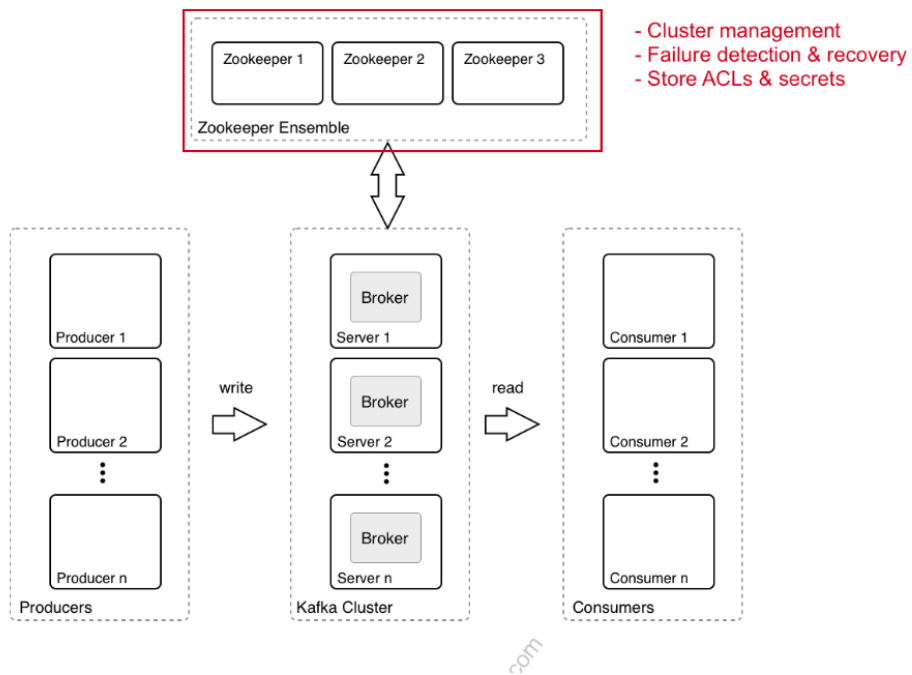 - Cluster management
- Failure detection & recovery
- Store ACLs & secrets
Zookeeper 1
Zookeeper 2
Zookeeper 3
Zookeeper Ensemble
Producer 1
Producer 2
Producer n
Producers
write
Broker
Server 1
Broker
Server 2
Broker
Server n
Kafka Cluster
read
Consumer 1
Consumer 2
Consumer n
Consumers
.com